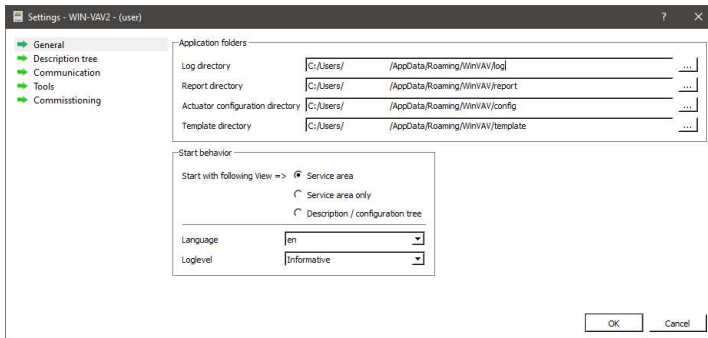 Settings - WIN-VAV2 - (user)
General
Description tree
Communication
Tools
Commisstioning
Application folders
Log directory C:/Users/ /AppData/Roaming/WinVAV/log ...
Report directory C:/Users/ /AppData/Roaming/WinVAV/report ...
Actuator configuration directory C:/Users/ /AppData/Roaming/WinVAV/config ...
Template directory C:/Users/ /AppData/Roaming/WinVAV/template ...
Start behavior
Start with following View => Service area
Service area only
Description / configuration tree
Language en
Loglevel Informative
OK Cancel